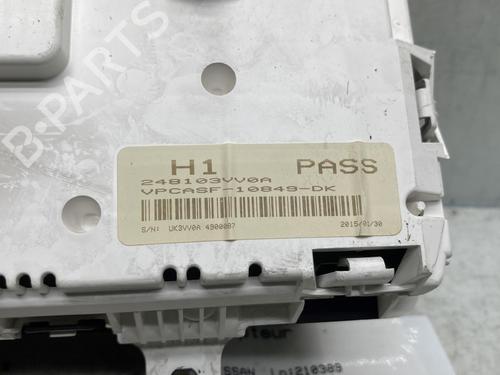 B-PARTS
H1 PASS
248103VV0A
VPCASF-10849-DK
S/N: UK3VV0A 4900087 2015/01/30